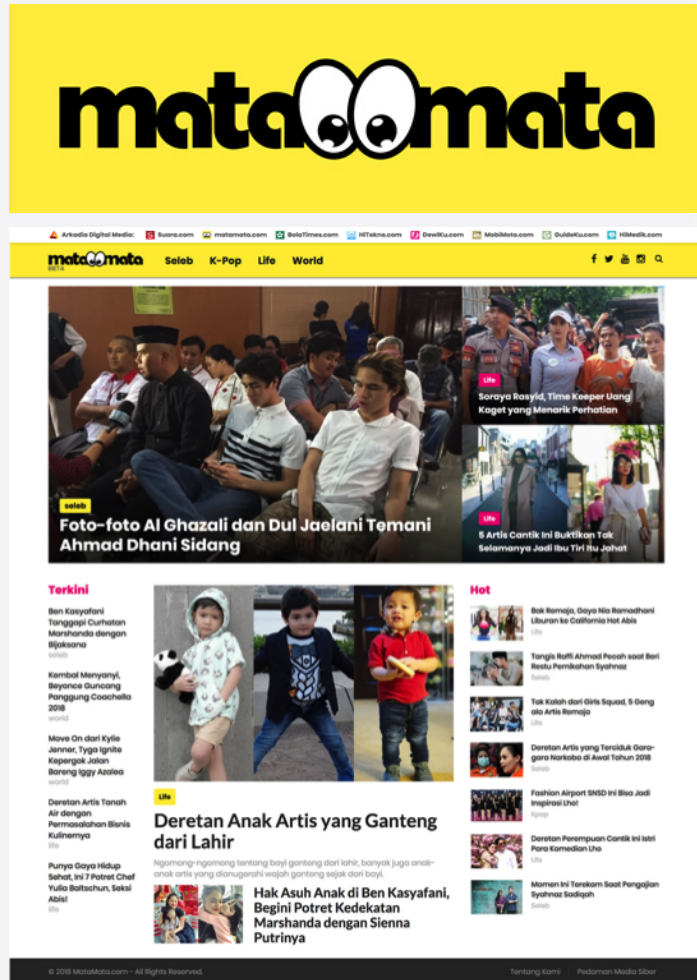 matamata
Arkadia Digital Media:
Suara.com
matamata.com
BolaTimes.com
HiTekno.com
DewiKu.com
MobiMoto.com
GuideKu.com
HiMedik.com
matamata
BETA
Seleb
K-Pop
Life
World
seleb
Foto-foto Al Ghazali dan Dul Jaelani Temani
Ahmad Dhani Sidang
Life
Soraya Rasyid, Time Keeper Uang
Kaget yang Menarik Perhatian
Life
5 Artis Cantik Ini Buktikan Tak
Selamanya Jadi Ibu Tiri Itu Jahat
Terkini
Ben Kasyafani
Tanggapi Curhatan
Marshanda dengan
Bijaksana
seleb
Kembal Menyanyi,
Beyonce Guncang
Panggung Coachella
2018
world
Move On dari Kylie
Jenner, Tyga Ignite
Kepergok Jalan
Bareng Iggy Azalea
world
Deretan Artis Tanah
Air dengan
Permasalahan Bisnis
Kulinernya
life
Punya Gaya Hidup
Sehat, Ini 7 Potret Chef
Yulia Baltschun, Seksi
Abis!
life
Life
Deretan Anak Artis yang Ganteng
dari Lahir
Ngomong-ngomong tentang bayi ganteng dari lahir, banyak juga anak-
anak artis yang dianugerahi wajah ganteng sejak dari bayi.
Hak Asuh Anak di Ben Kasyafani,
Begini Potret Kedekatan
Marshanda dengan Sienna
Putrinya
Hot
Bak Remaja, Gaya Nia Ramadhani
Liburan ke California Hot Abis
Life
Tangis Raffi Ahmad Pecah saat Beri
Restu Pernikahan Syahnaz
Seleb
Tak Kalah dari Girls Squad, 5 Geng
ala Artis Remaja
Life
Deretan Artis yang Terciduk Gara-
gara Narkoba di Awal Tahun 2018
Seleb
Fashion Airport SNSD Ini Bisa Jadi
Inspirasi Lho!
Kpop
Deretan Perempuan Cantik Ini Istri
Para Komedian Lho
Life
Momen Ini Terekam Saat Pengajian
Syahnaz Sadiqah
Seleb
© 2018 MataMata.com - All Rights Reserved.
Tentang Kami
Pedoman Media Siber